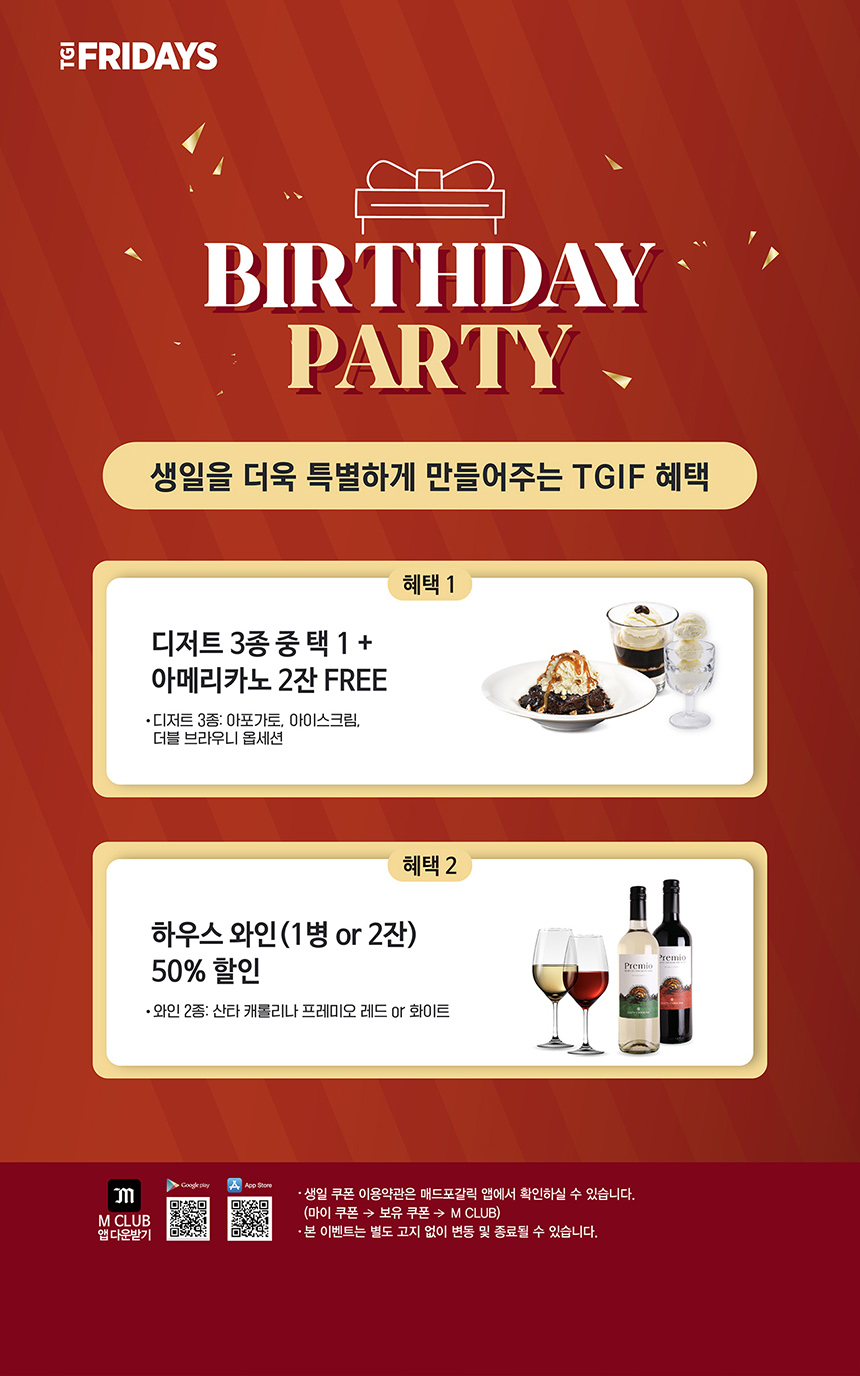 TGI FRIDAYS
BIRTHDAY
PARTY
생일을 더욱 특별하게 만들어주는 TGIF 혜택
혜택 1
디저트 3종 중 택 1 +
아메리카노 2잔 FREE
• 디저트 3종: 아포가토, 아이스크림,
더블 브라우니 옵세션
혜택 2
하우스 와인(1병 or 2잔)
50% 할인
• 와인 2종: 산타 캐롤리나 프레미오 레드 or 화이트
Premio
Premio
M CLUB
앱 다운받기
Google play
App Store
· 생일 쿠폰 이용약관은 매드포갈릭 앱에서 확인하실 수 있습니다.
(마이 쿠폰 → 보유 쿠폰 → M CLUB)
· 본 이벤트는 별도 고지 없이 변동 및 종료될 수 있습니다.